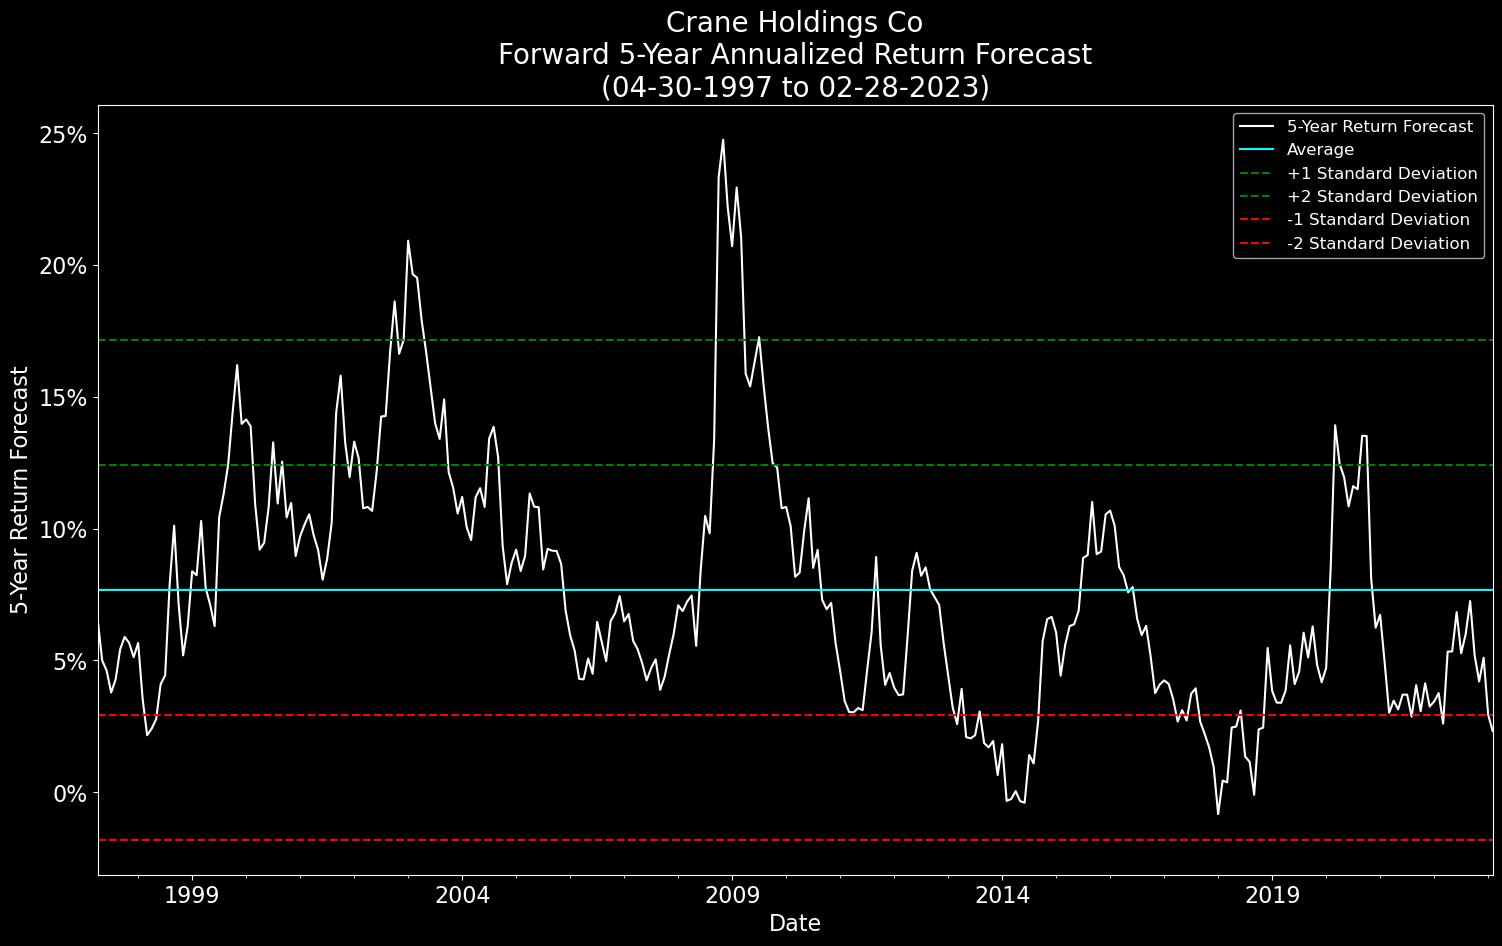 Crane Holdings Co
Forward 5-Year Annualized Return Forecast
(04-30-1997 to 02-28-2023)
5-Year Return Forecast
Average
+1 Standard Deviation
+2 Standard Deviation
-1 Standard Deviation
-2 Standard Deviation
25%
20%
15%
10%
5%
0%
5-Year Return Forecast
1999
2004
2009
2014
2019
Date